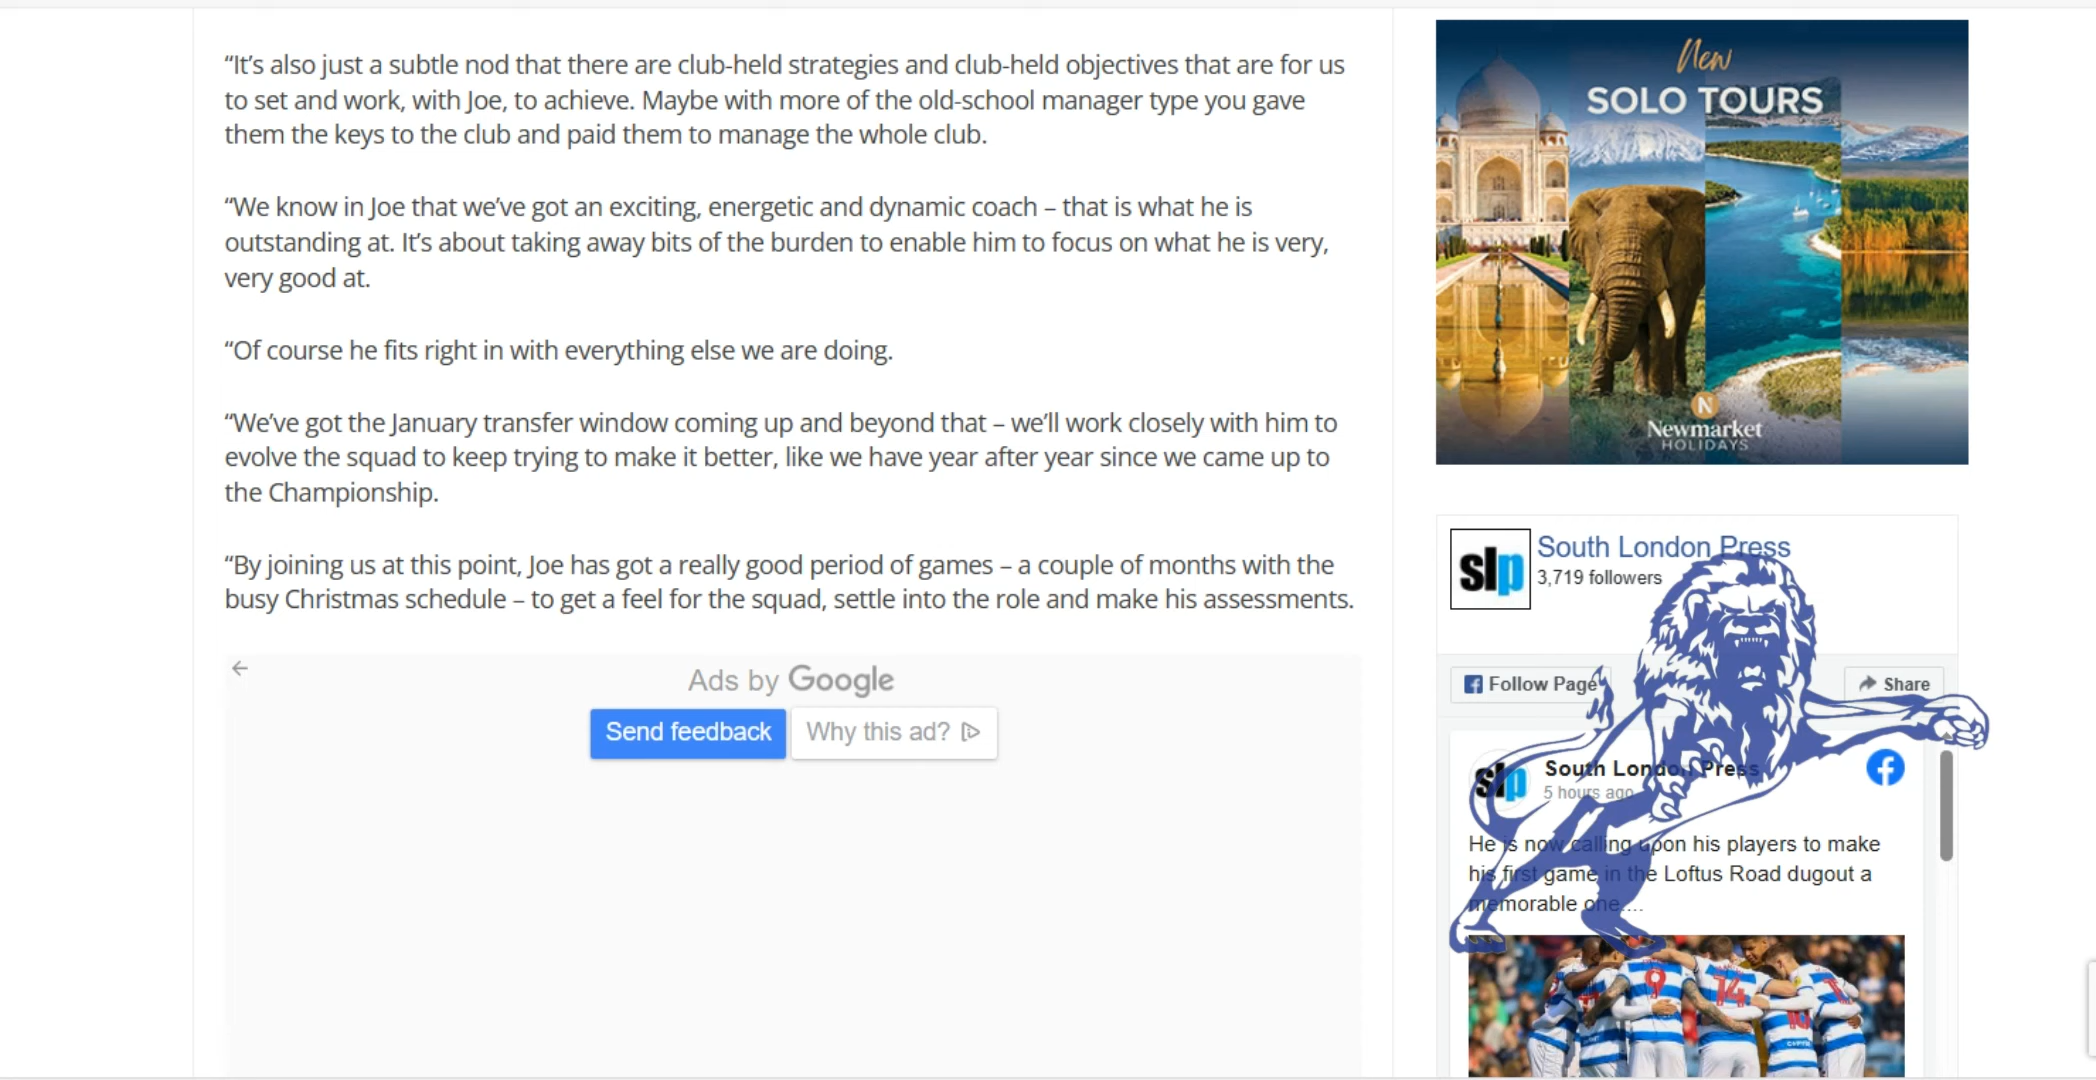 “It’s also just a subtle nod that there are club-held strategies and club-held objectives that are for us
to set and work, with Joe, to achieve. Maybe with more of the old-school manager type you gave
them the keys to the club and paid them to manage the whole club.
“We know in Joe that we’ve got an exciting, energetic and dynamic coach – that is what he is
outstanding at. It’s about taking away bits of the burden to enable him to focus on what he is very,
very good at.
“Of course he fits right in with everything else we are doing.
“We’ve got the January transfer window coming up and beyond that – we’ll work closely with him to
evolve the squad to keep trying to make it better, like we have year after year since we came up to
the Championship.
“By joining us at this point, Joe has got a really good period of games – a couple of months with the
busy Christmas schedule – to get a feel for the squad, settle into the role and make his assessments.
Ads by Google
Send feedback
Why this ad?
New
SOLO TOURS
N
Newmarket
HOLIDAYS
slp
South London Press
3,719 followers
Follow Page
Share
slp
South London Press
5 hours ago
He is now calling upon his players to make
his first game in the Loftus Road dugout a
memorable one....
9
14
10